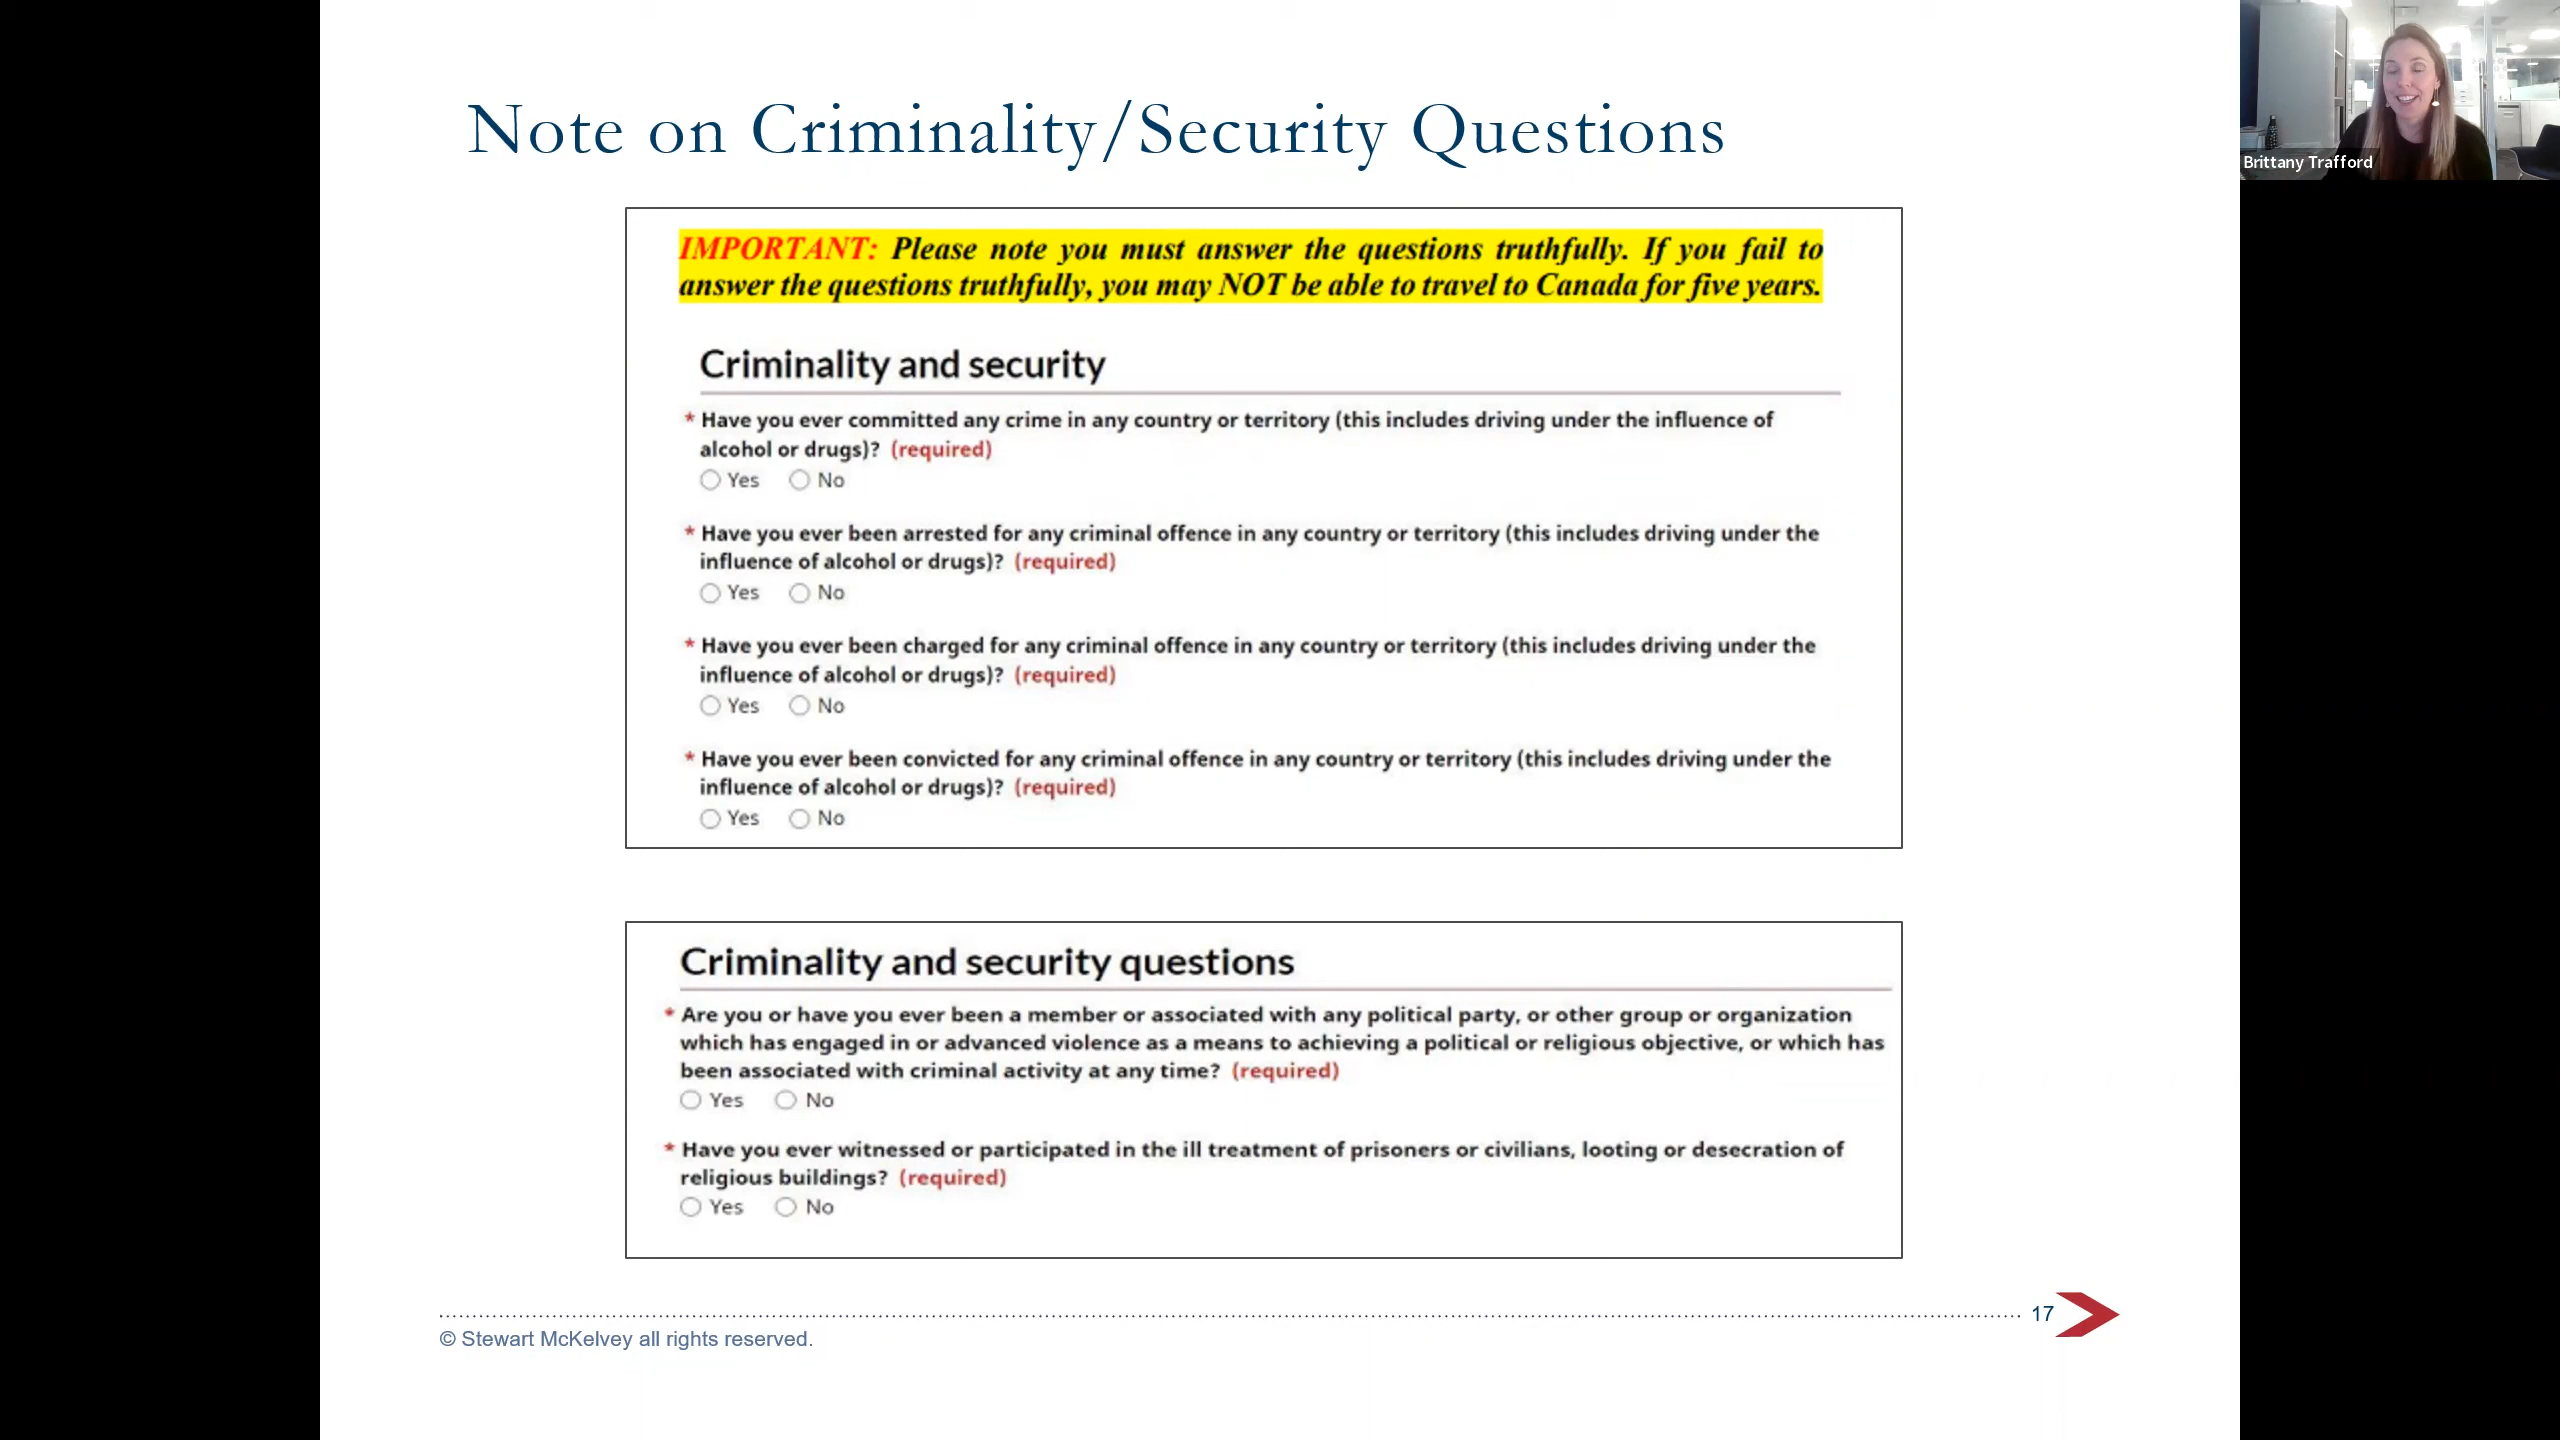 Note on Criminality/Security Questions
Brittany Trafford
IMPORTANT: Please note you must answer the questions truthfully. If you fail to
answer the questions truthfully, you may NOT be able to travel to Canada for five years.
Criminality and security
* Have you ever committed any crime in any country or territory (this includes driving under the influence of
alcohol or drugs)? (required)
Yes No
* Have you ever been arrested for any criminal offence in any country or territory (this includes driving under the
influence of alcohol or drugs)? (required)
Yes No
* Have you ever been charged for any criminal offence in any country or territory (this includes driving under the
influence of alcohol or drugs)? (required)
Yes No
* Have you ever been convicted for any criminal offence in any country or territory (this includes driving under the
influence of alcohol or drugs)? (required)
Yes No
Criminality and security questions
* Are you or have you ever been a member or associated with any political party, or other group or organization
which has engaged in or advanced violence as a means to achieving a political or religious objective, or which has
been associated with criminal activity at any time? (required)
Yes No
* Have you ever witnessed or participated in the ill treatment of prisoners or civilians, looting or desecration of
religious buildings? (required)
Yes No
17
© Stewart McKelvey all rights reserved.